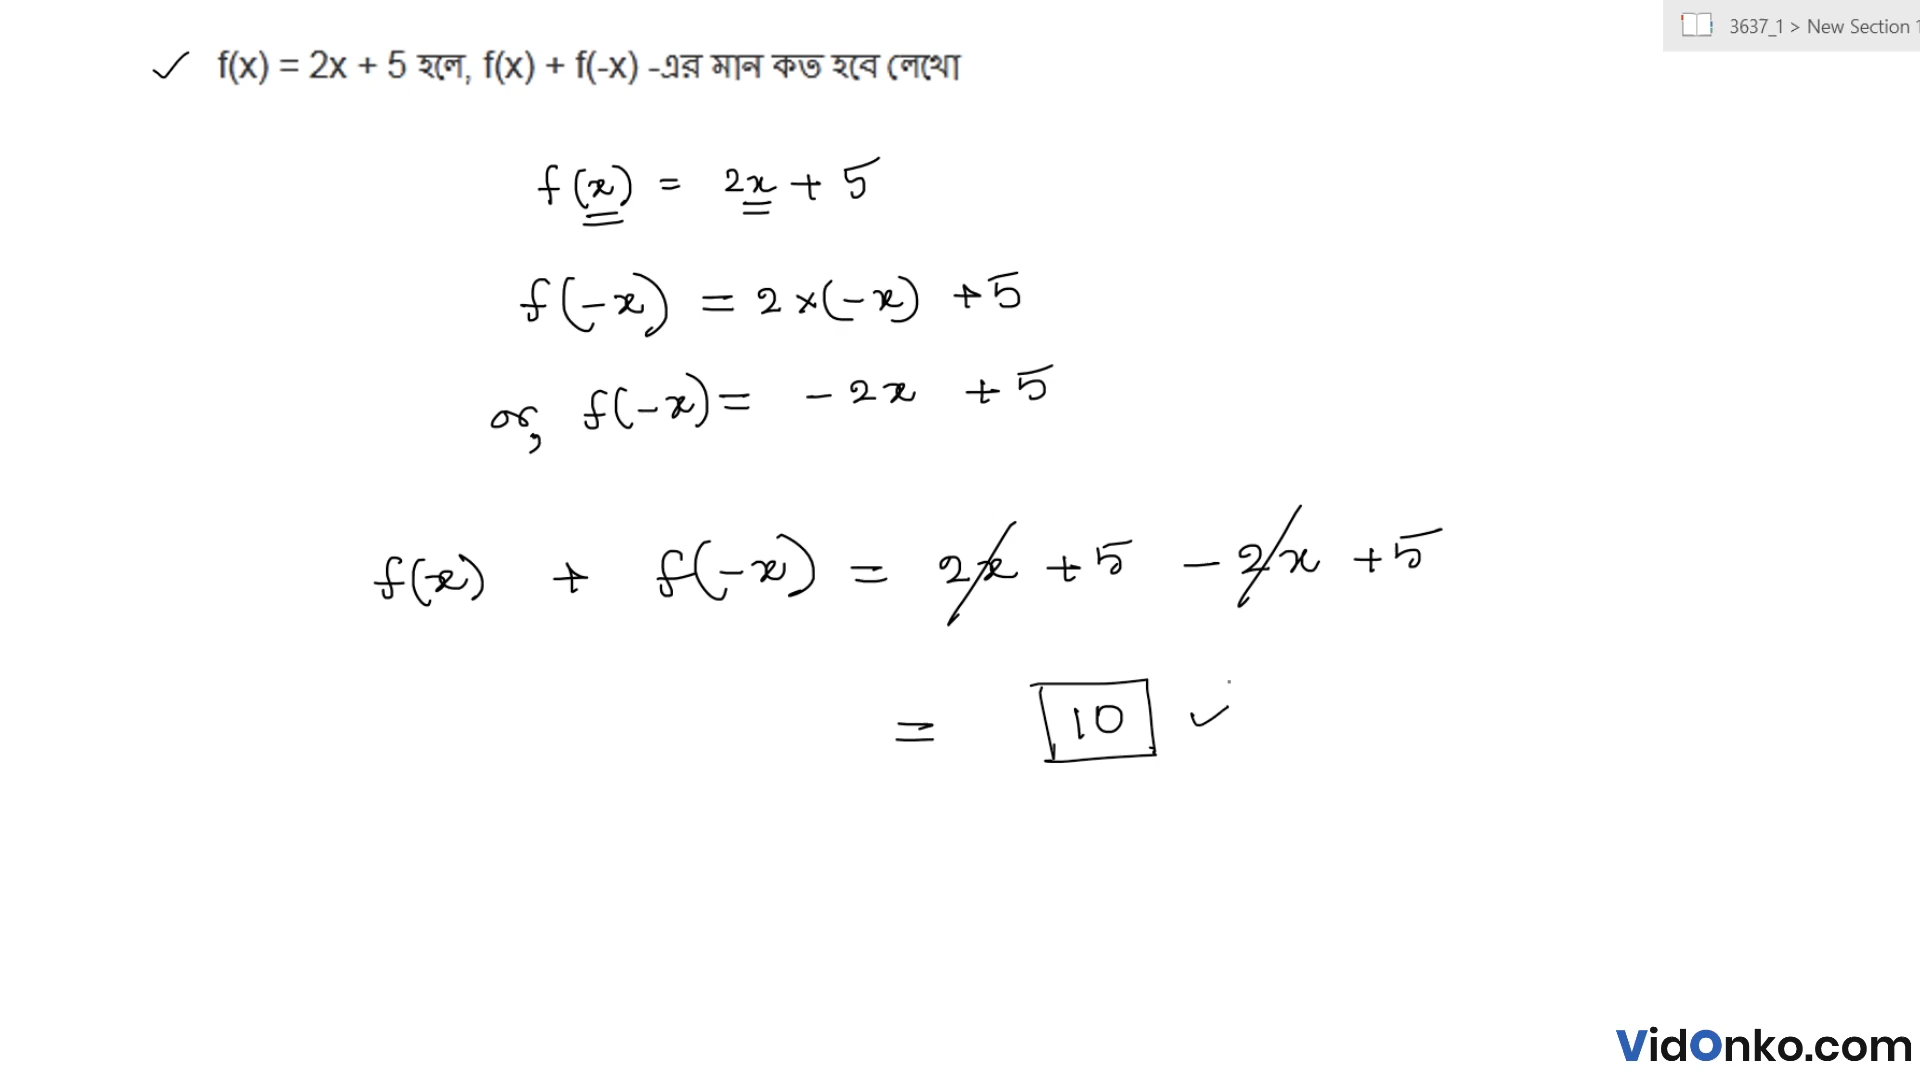 3637_1 > New Section 1
f(x) = 2x + 5 হলে, f(x) + f(-x) -এর মান কত হবে লেখো
f(x) = 2x + 5
f(-x) = 2×(-x) +5
or, f(-x) = -2x +5
f(x) + f(-x) = 2x +5 -2x +5
= 10
VidOnko.com